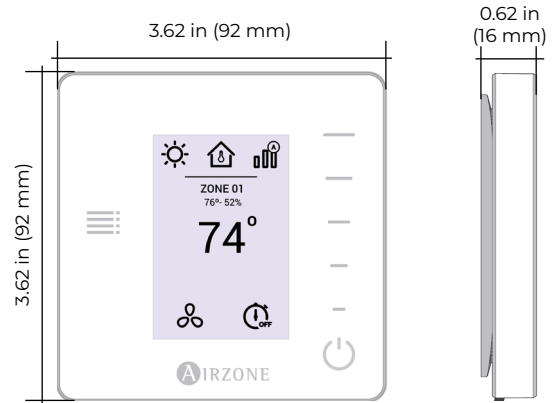 3.62 in (92 mm)
0.62 in
(16 mm)
3.62 in (92 mm)
A
ZONE 01
76º- 52%
74°
OFF
AIRZONE